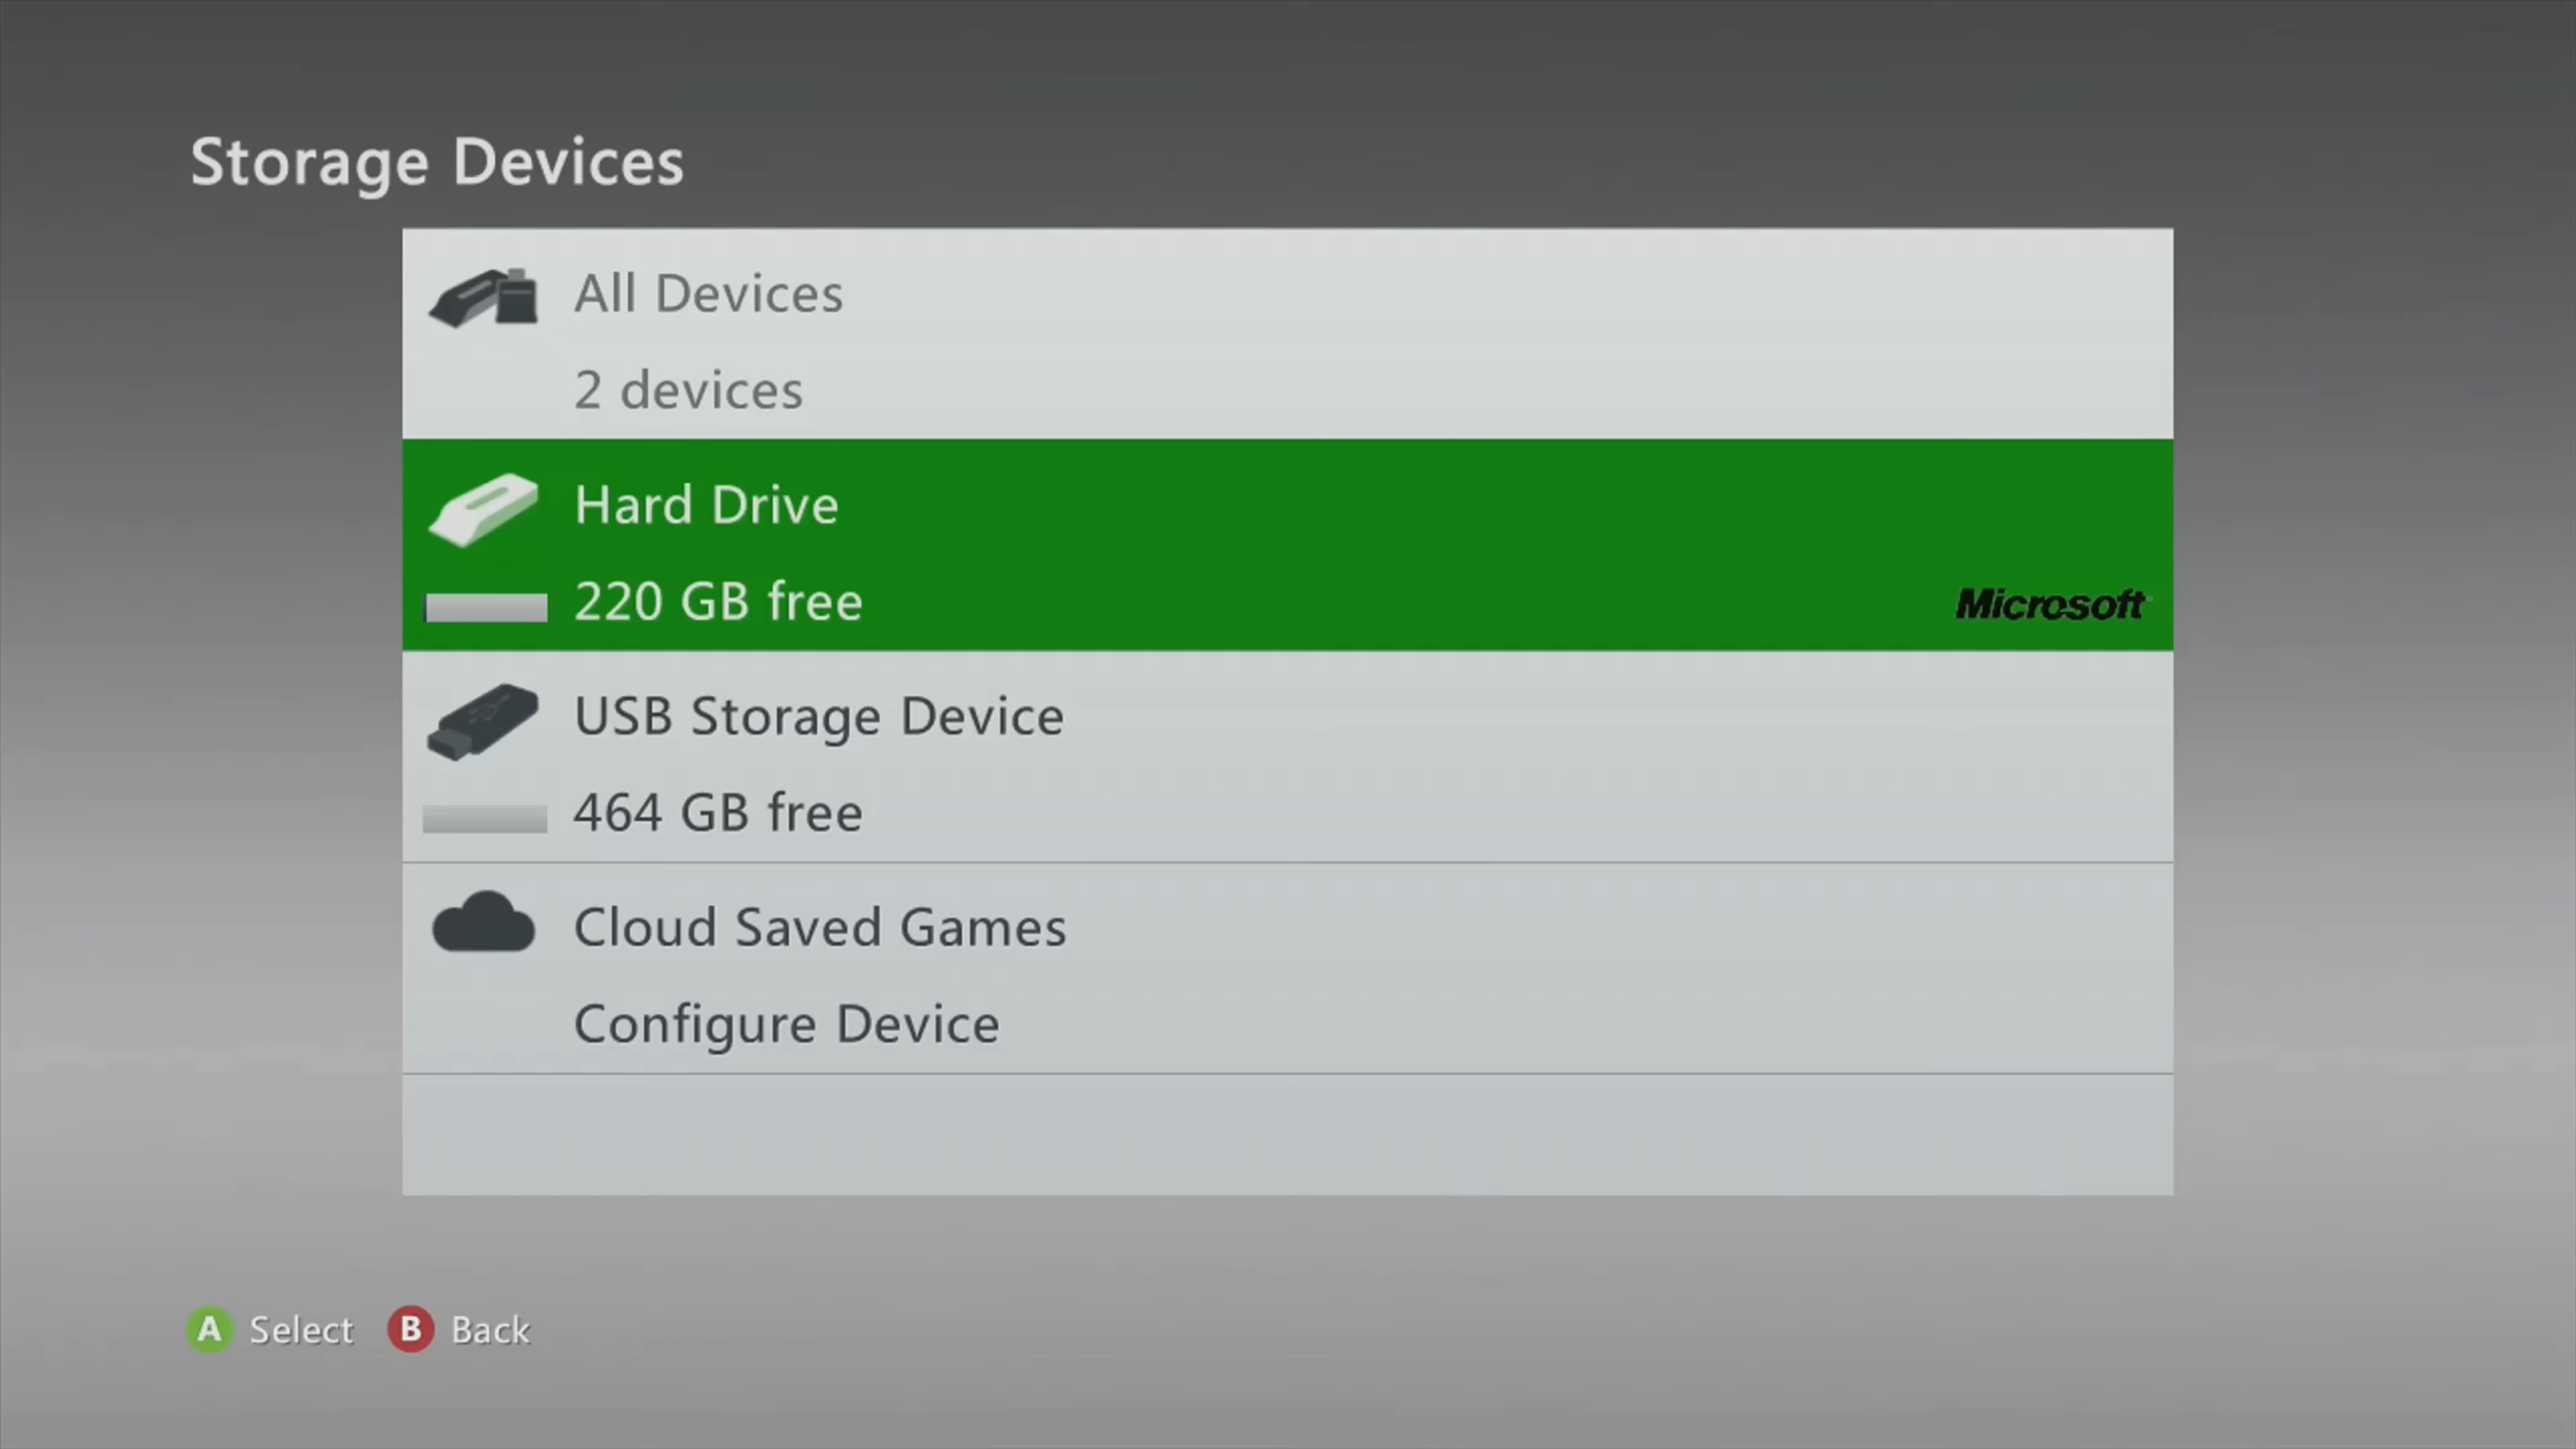 Storage Devices
All Devices
2 devices
Hard Drive
220 GB free
Microsoft
USB Storage Device
464 GB free
Cloud Saved Games
Configure Device
A Select B Back